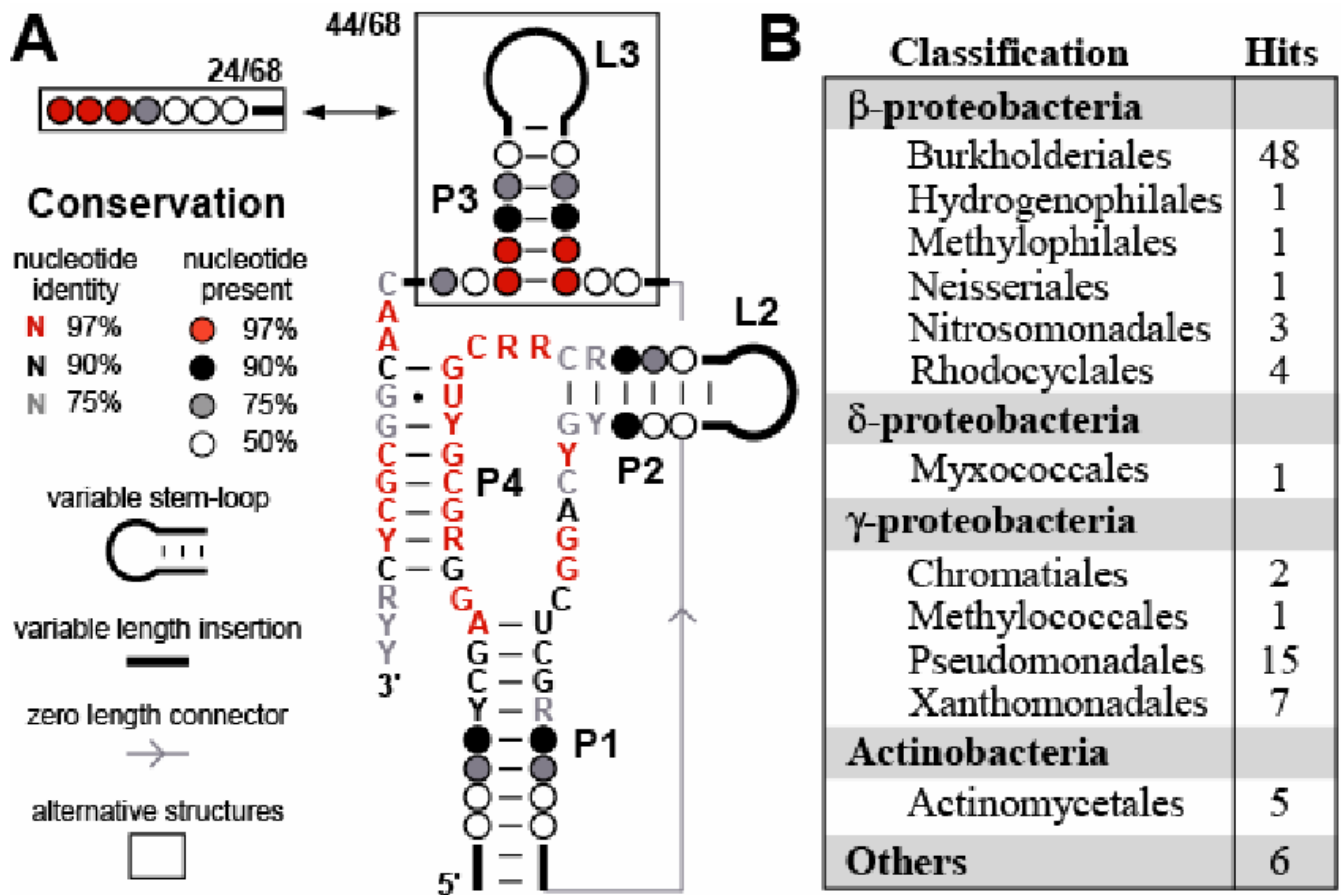 A
24/68
44/68
L3
P3
Conservation
nucleotide identity
nucleotide present
N 97%
N 90%
N 75%
97%
90%
75%
50%
variable stem-loop
variable length insertion
zero length connector
alternative structures
C
A
A
C
G
G
C
G
C
Y
C
R
Y
Y
3'
G
U
Y
G
C
G
R
G
G
A
G
C
Y
5'
C R R C R
P4
L2
P2
G Y
Y
C
A
G
G
C
U
C
G
R
P1
B
Classification Hits
β-proteobacteria
Burkholderiales 48
Hydrogenophilales 1
Methylophilales 1
Neisseriales 1
Nitrosomonadales 3
Rhodocyclales 4
δ-proteobacteria
Myxococcales 1
γ-proteobacteria
Chromatiales 2
Methylococcales 1
Pseudomonadales 15
Xanthomonadales 7
Actinobacteria
Actinomycetales 5
Others 6